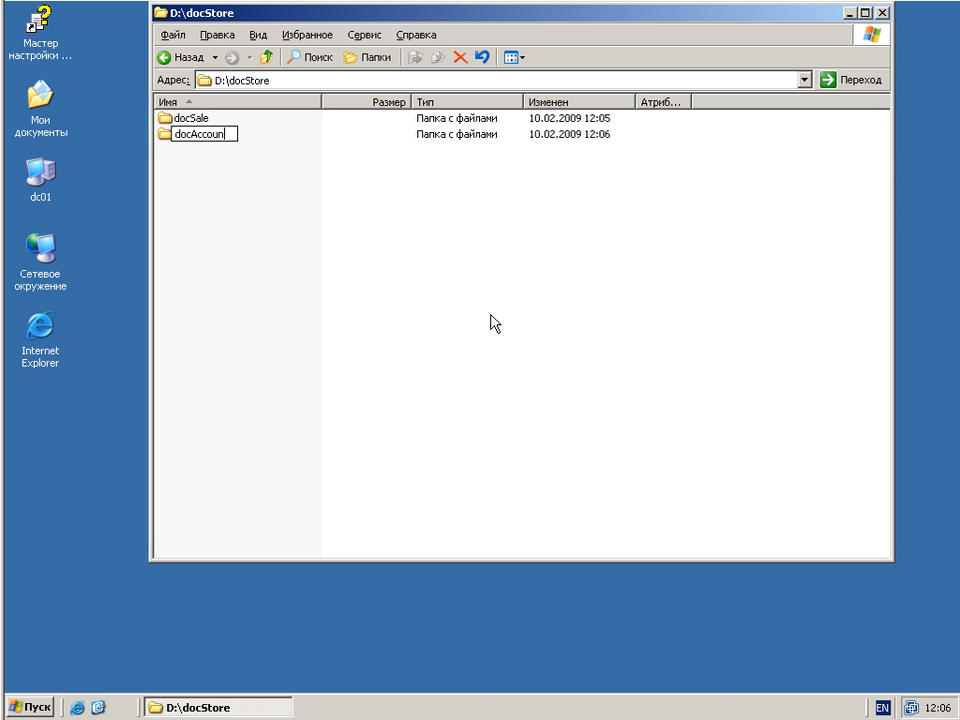 D:\docStore
Файл Правка Вид Избранное Сервис Справка
Назад Поиск Папки
Адрес: D:\docStore Переход
Имя Размер Тип Изменен Атриб...
docSale Папка с файлами 10.02.2009 12:05
docAccoun Папка с файлами 10.02.2009 12:06
Мастер
настройки ...
Мои
документы
dc01
Сетевое
окружение
Internet
Explorer
Пуск D:\docStore EN 12:06